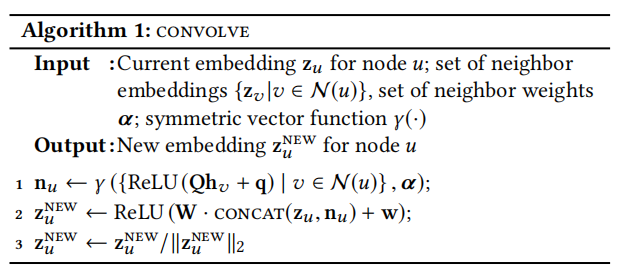 Algorithm 1: CONVOLVE
Input :Current embedding z_u for node u; set of neighbor
embeddings {z_v|v ∈ N(u)}, set of neighbor weights
α; symmetric vector function γ(·)
Output:New embedding z_u^NEW for node u
1 n_u ← γ ({ReLU (Qh_v + q) | v ∈ N(u)} , α);
2 z_u^NEW ← ReLU (W · CONCAT(z_u, n_u) + w);
3 z_u^NEW ← z_u^NEW/‖z_u^NEW‖_2